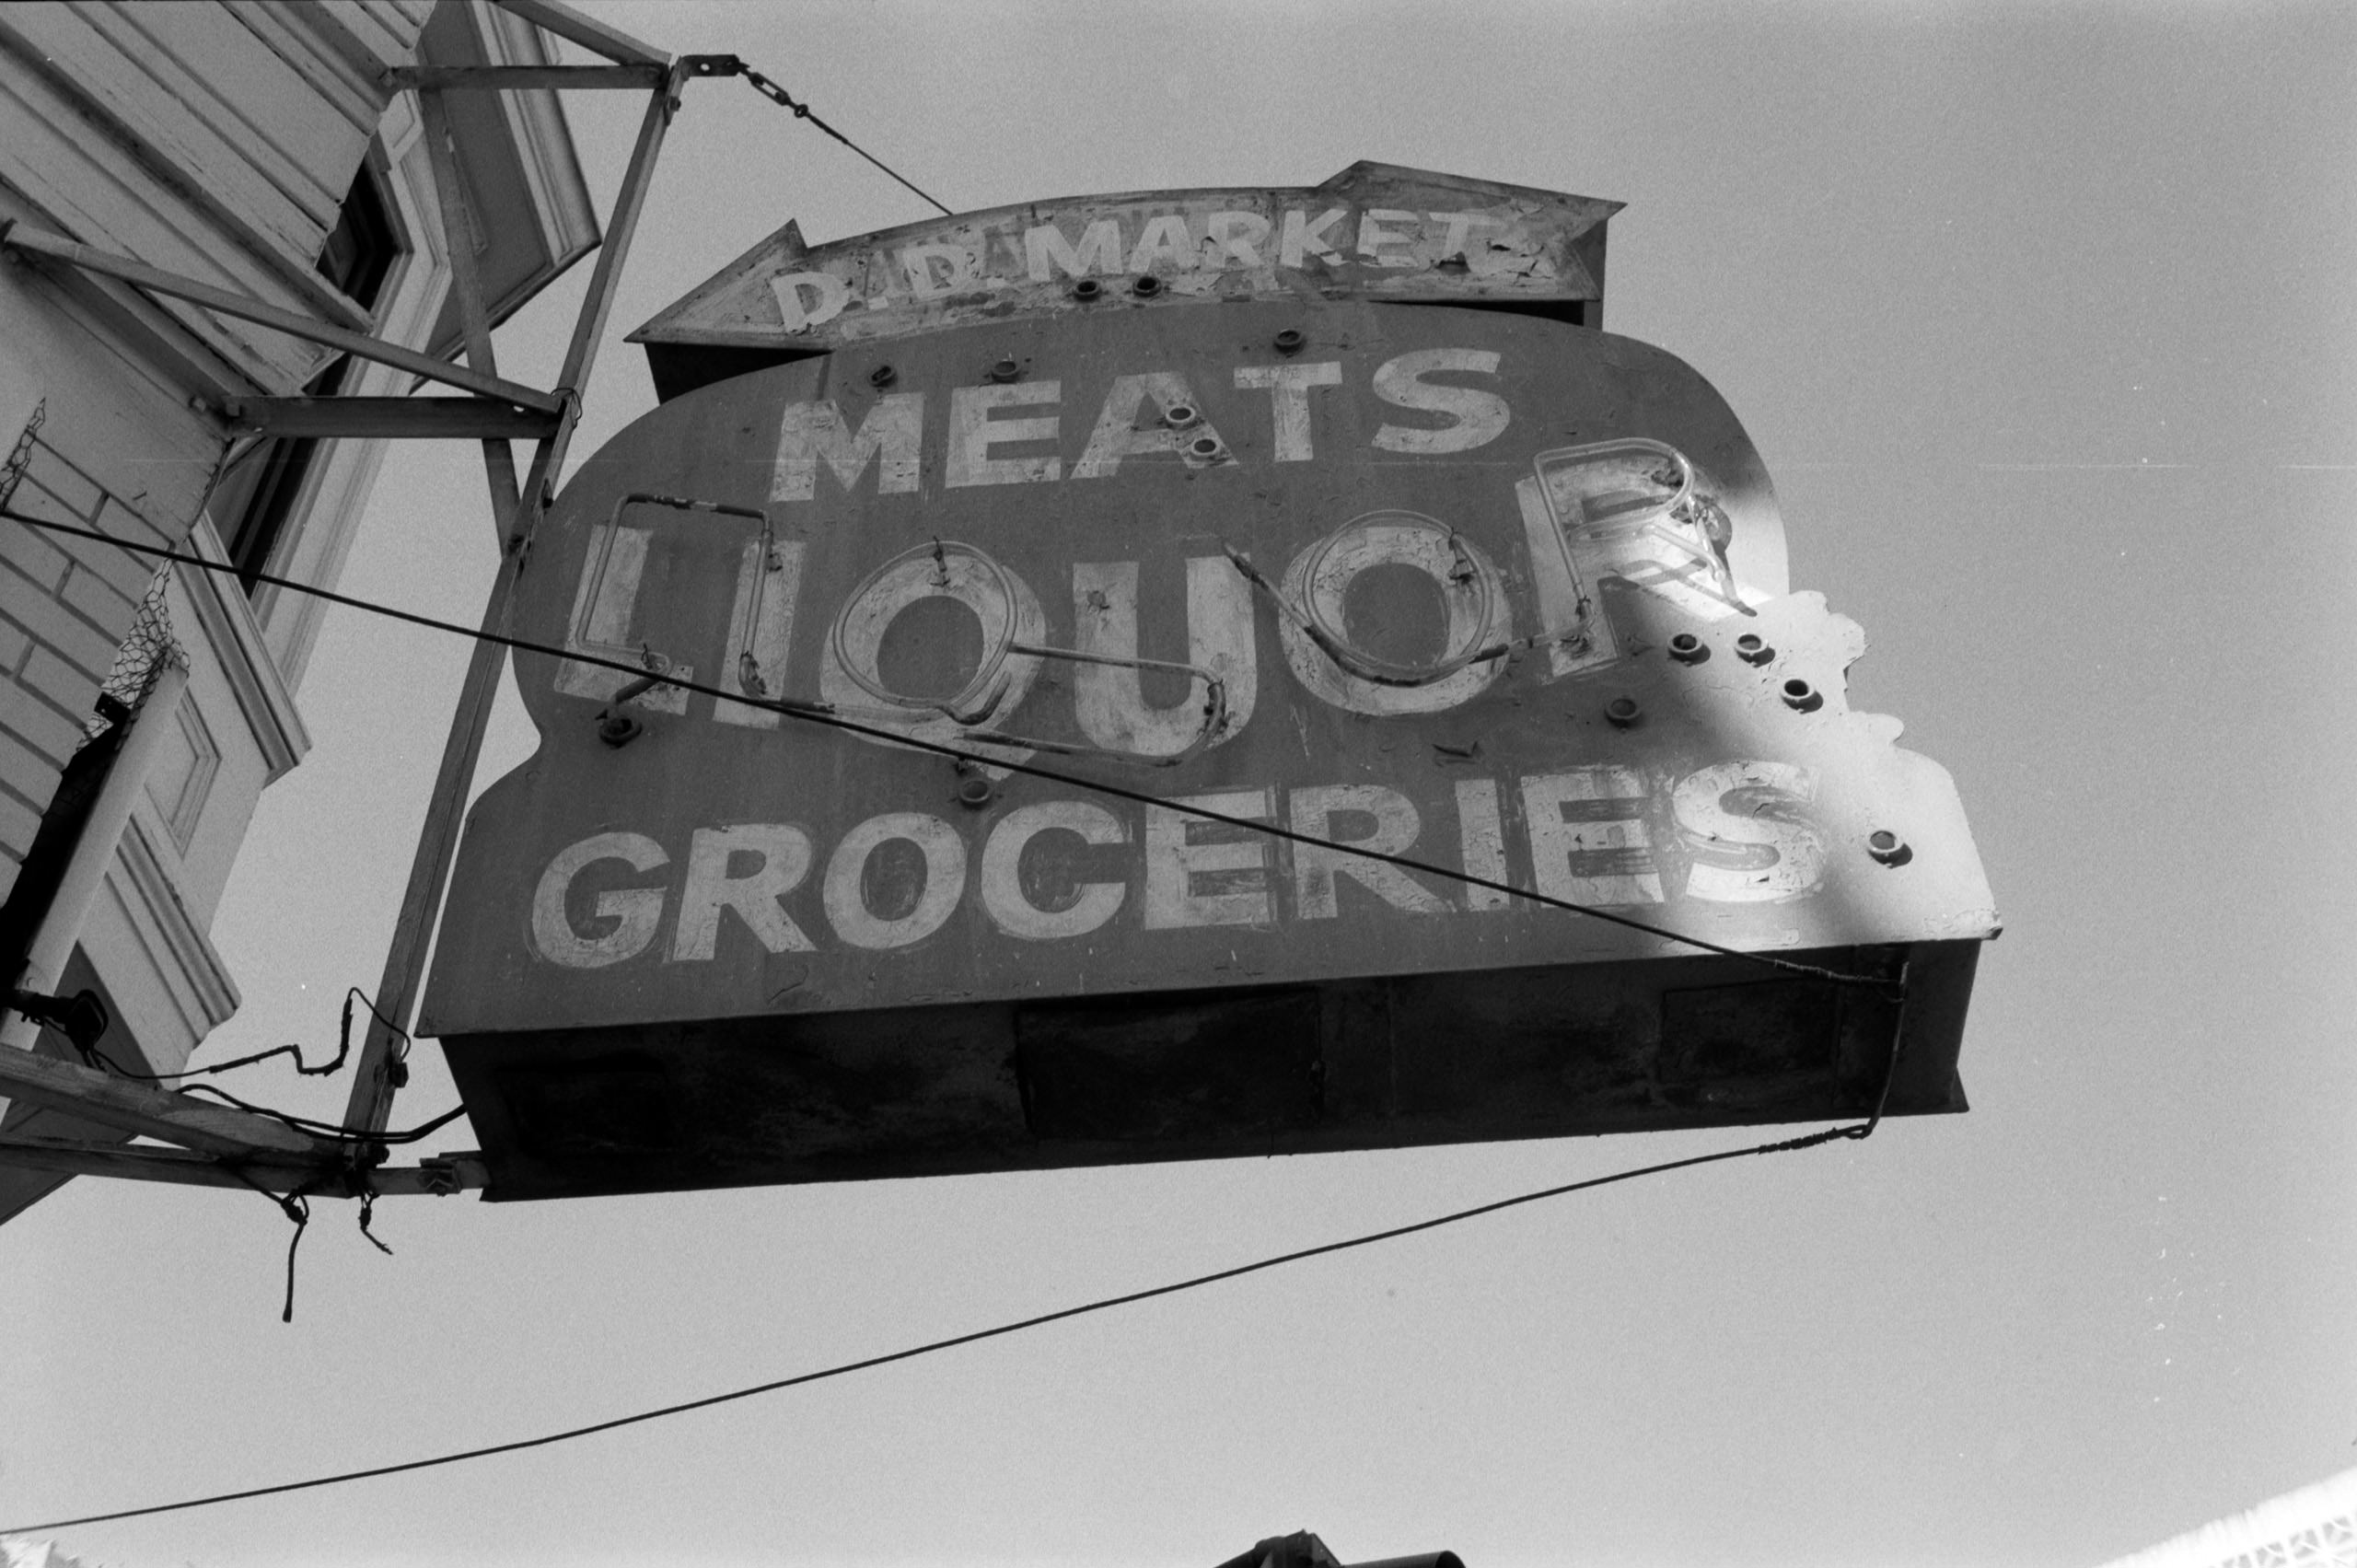 D.D. MARKET
MEATS
LIQUOR
GROCERIES